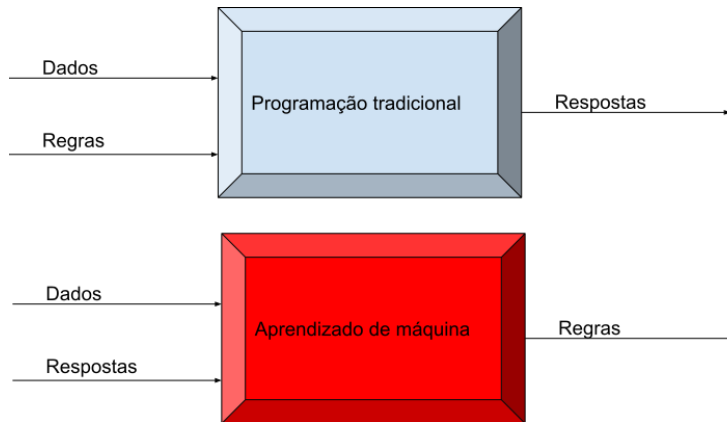 Dados
Programação tradicional
Respostas
Regras
Dados
Aprendizado de máquina
Regras
Respostas